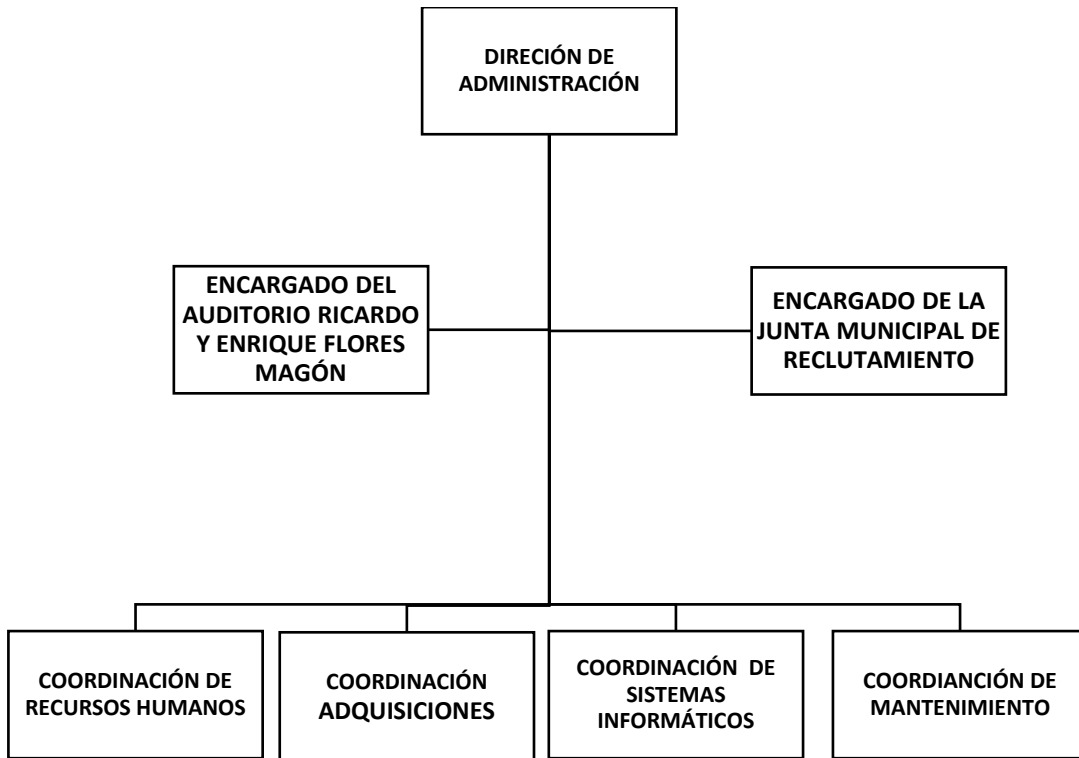 DIRECIÓN DE
ADMINISTRACIÓN
ENCARGADO DEL
AUDITORIO RICARDO
Y ENRIQUE FLORES
MAGÓN
ENCARGADO DE LA
JUNTA MUNICIPAL DE
RECLUTAMIENTO
COORDINACIÓN DE
RECURSOS HUMANOS
COORDINACIÓN
ADQUISICIONES
COORDINACIÓN DE
SISTEMAS
INFORMÁTICOS
COORDIANCIÓN DE
MANTENIMIENTO